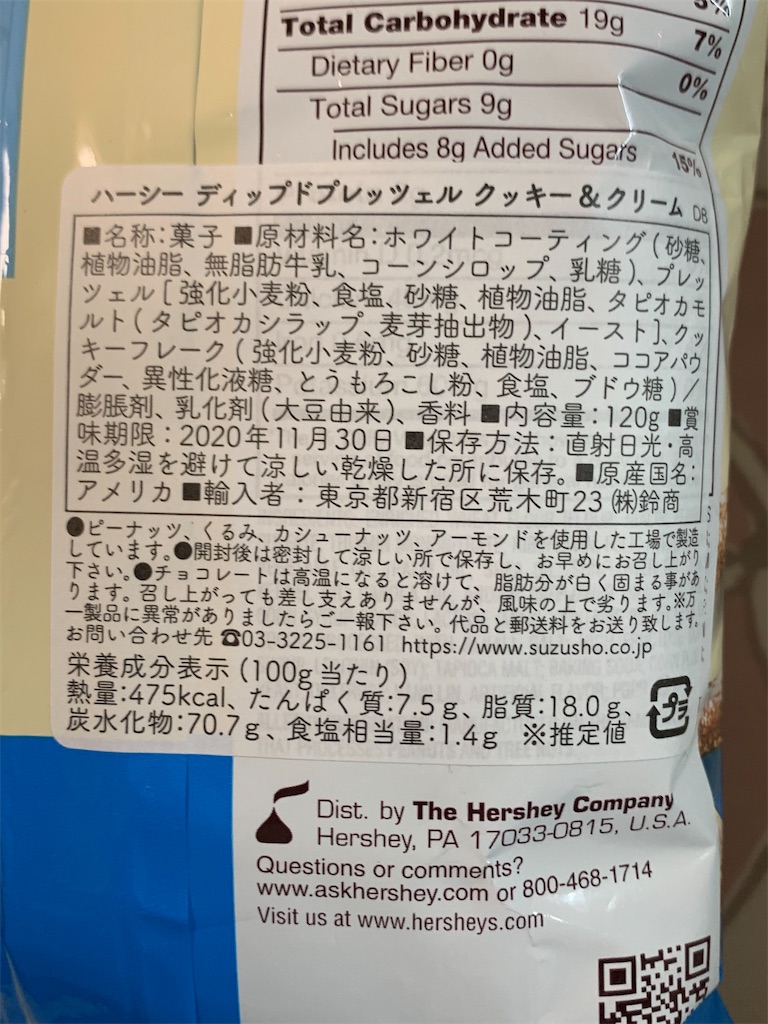 Total Carbohydrate 19g 7%
Dietary Fiber 0g 0%
Total Sugars 9g
Includes 8g Added Sugars 15%
ハーシー ディップドプレッツェル クッキー&クリーム DB
■名称:菓子 ■原材料名:ホワイトコーティング(砂糖、
植物油脂、無脂肪牛乳、コーンシロップ、乳糖)、プレッ
ツェル[強化小麦粉、食塩、砂糖、植物油脂、タピオカモ
ルト(タピオカシラップ、麦芽抽出物)、イースト]、クッ
キーフレーク(強化小麦粉、砂糖、植物油脂、ココアパウ
ダー、異性化液糖、とうもろこし粉、食塩、ブドウ糖)/
膨脹剤、乳化剤(大豆由来)、香料 ■内容量:120g ■賞
味期限:2020年11月30日 ■保存方法:直射日光・高
温多湿を避けて涼しい乾燥した所に保存。■原産国名:
アメリカ ■輸入者:東京都新宿区荒木町23 ㈱鈴商
●ピーナッツ、くるみ、カシューナッツ、アーモンドを使用した工場で製造
しています。●開封後は密封して涼しい所で保存し、お早めにお召し上がり
下さい。●チョコレートは高温になると溶けて、脂肪分が白く固まる事があ
ります。召し上がっても差し支えありませんが、風味の上で劣ります。※万
一製品に異常がありましたらご一報下さい。代品と郵送料をお送り致します。
お問い合わせ先 ☎03-3225-1161 https://www.suzusho.co.jp
栄養成分表示(100g当たり)
熱量:475kcal、たんぱく質:7.5g、脂質:18.0g、
炭水化物:70.7g、食塩相当量:1.4g ※推定値
プラ
Dist. by The Hershey Company
Hershey, PA 17033-0815, U.S.A.
Questions or comments?
www.askhershey.com or 800-468-1714
Visit us at www.hersheys.com